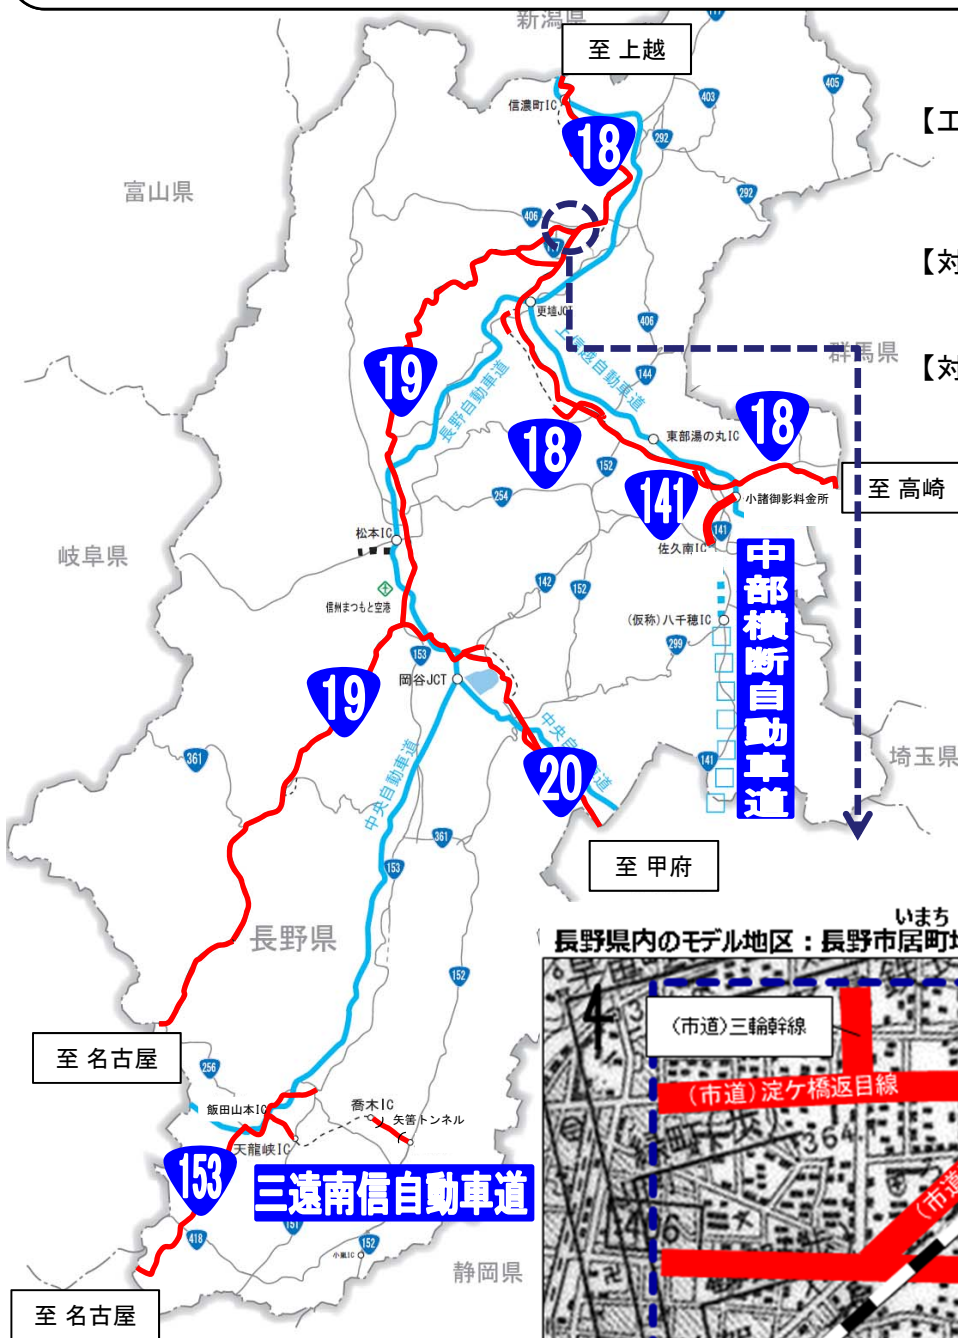 新潟県
至 上越
405
403
信濃町IC
【工
18
292
富山県
292
406
【対
更埴JCT
上信越自動車道
406
群馬県
【対
144
19
長野自動車道
18
18
東部湯の丸IC
152
至 高崎
254
141
小諸御影料金所
141
松本IC
佐久南IC
岐阜県
中部横断自動車道
142
152
信州まつもと空港
(仮称)八千穂IC
299
153
岡谷JCT
19
中央自動車道
141
361
20
埼玉県
中央自動車道
361
至 甲府
153
いまち
長野県
長野県内のモデル地区:長野市居町地
152
4
(市道)三輪幹線
至 名古屋
256
(市道)淀ケ橋返目線
飯田山本IC
喬木IC
矢筈トンネル
364
天龍峡IC
153
三遠南信自動車道
(市道
151
418
152
小嵐IC
静岡県
至 名古屋